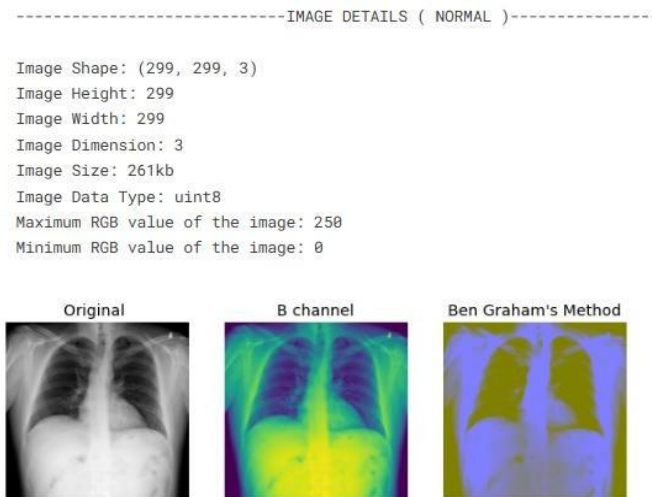 -----------------------------IMAGE DETAILS ( NORMAL )---------------
Image Shape: (299, 299, 3)
Image Height: 299
Image Width: 299
Image Dimension: 3
Image Size: 261kb
Image Data Type: uint8
Maximum RGB value of the image: 250
Minimum RGB value of the image: 0
Original B channel Ben Graham's Method